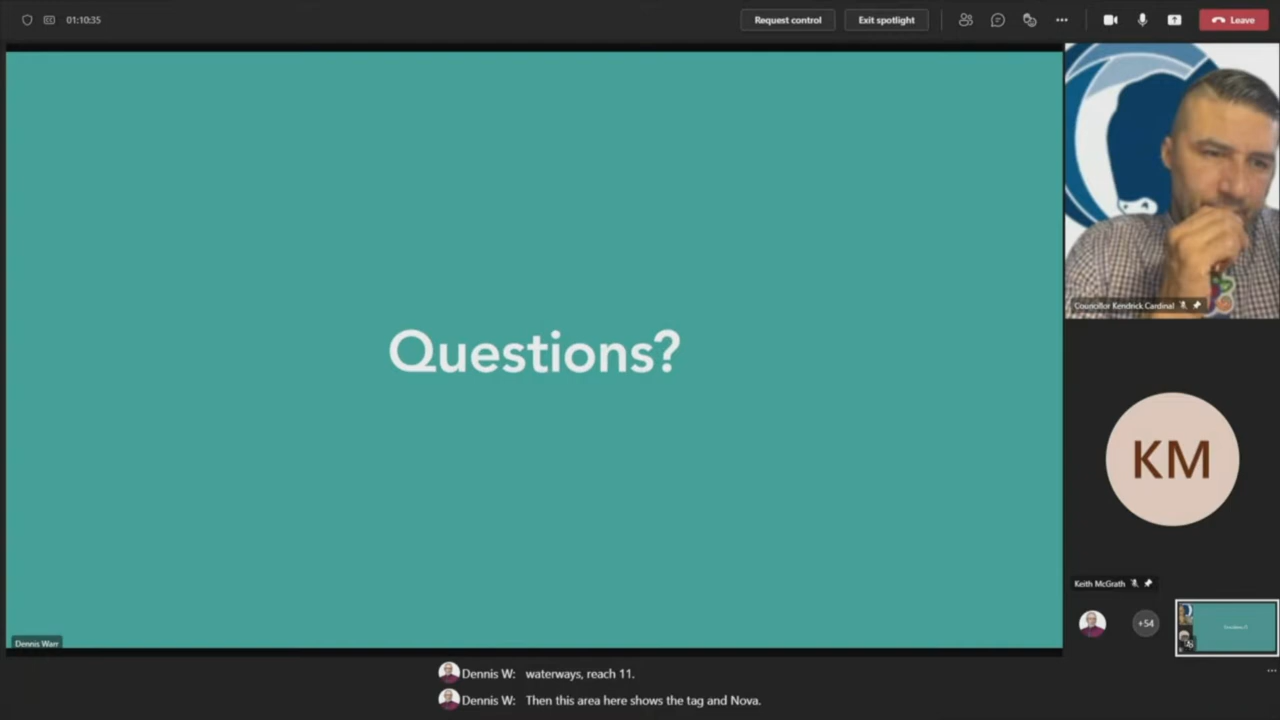 01:10:35
Request control
Exit spotlight
Leave
Questions?
Councillor Kendrick Cardinal
KM
Keith McGrath
+54
Dennis Warr
Dennis W: waterways, reach 11.
Dennis W: Then this area here shows the tag and Nova.